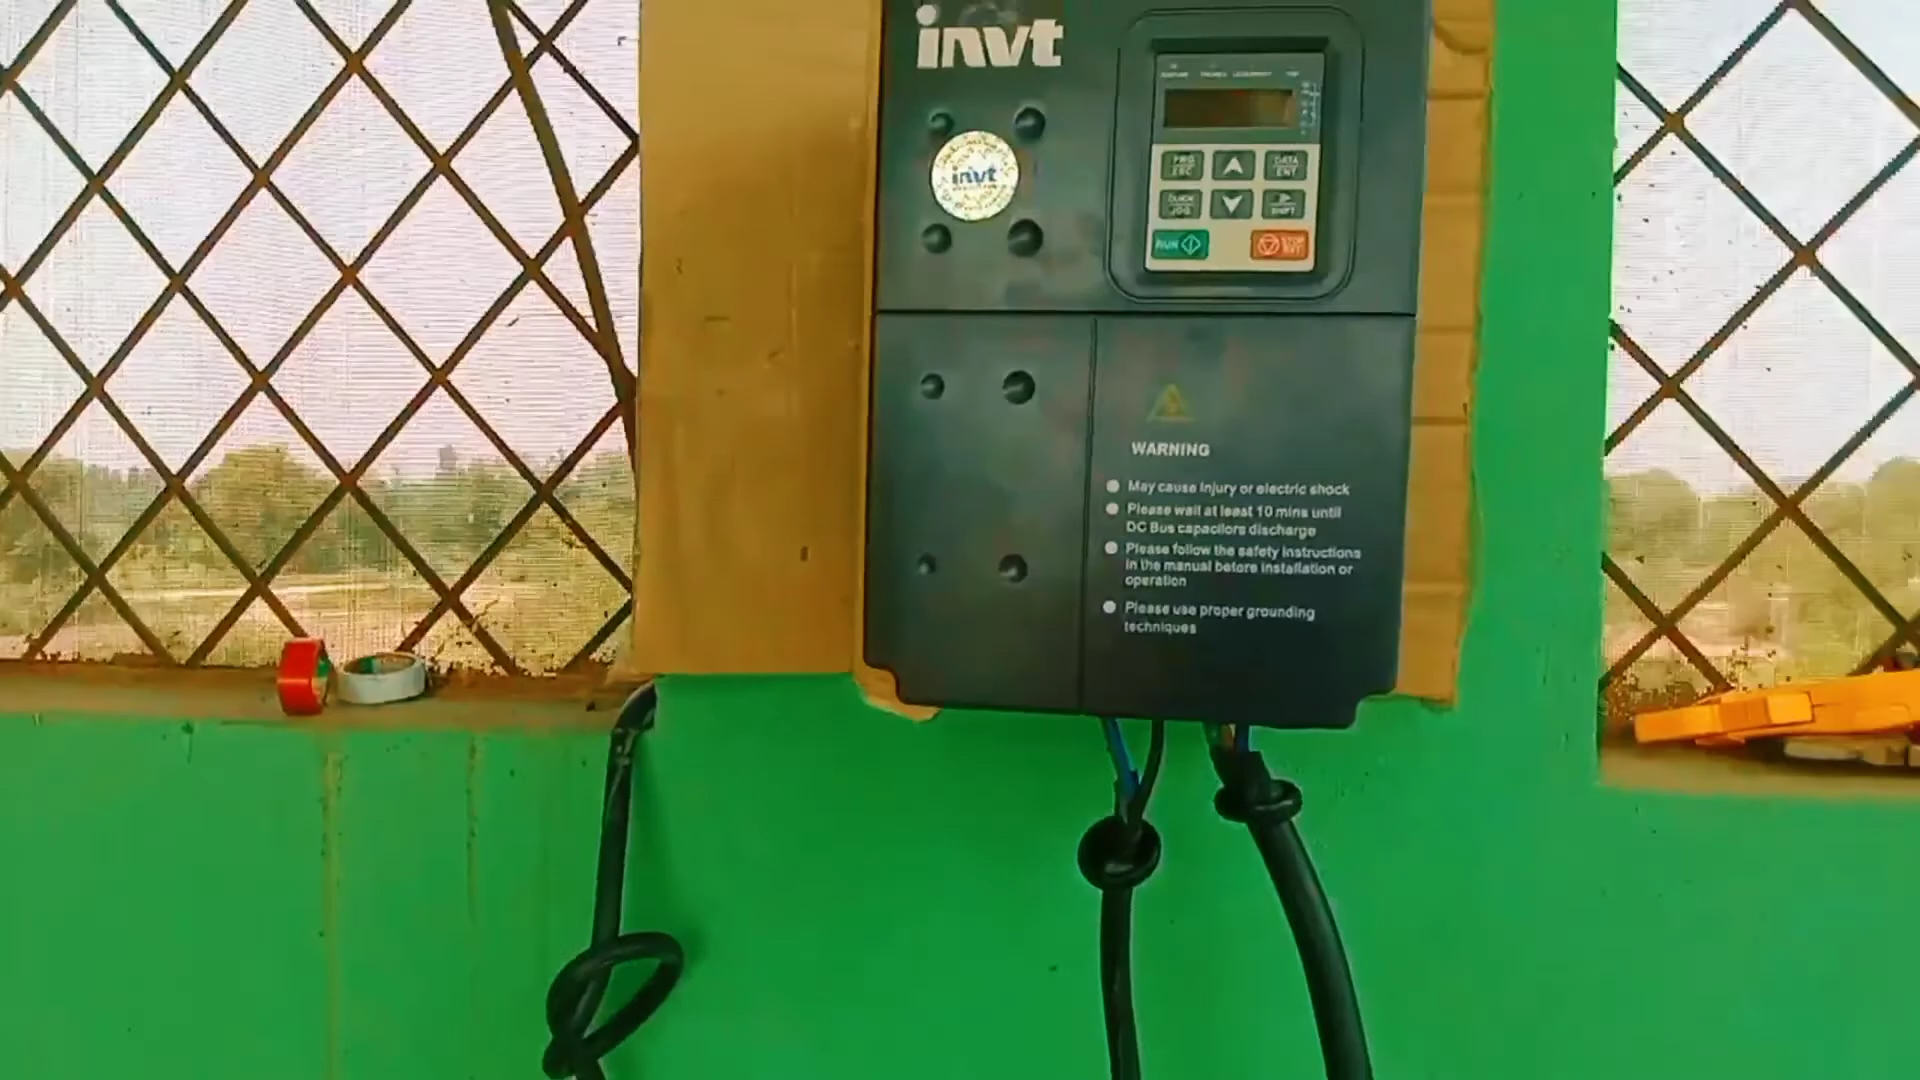 invt
invt
PRG
ESC
DATA
ENT
QUICK
JOG
SHIFT
RUN
STOP
RST
WARNING
May cause injury or electric shock
Please wait at least 10 mins until
DC Bus capacitors discharge
Please follow the safety instructions
in the manual before installation or
operation
Please use proper grounding
techniques